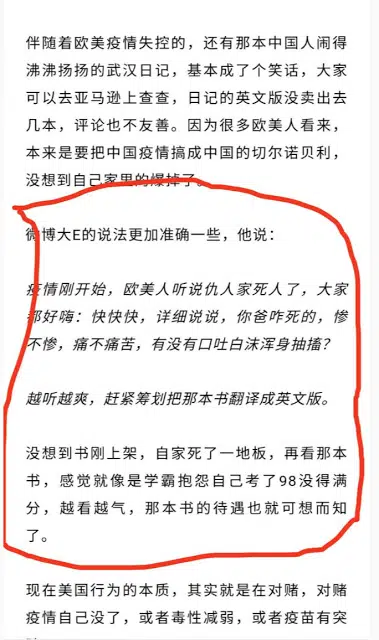 伴随着欧美疫情失控的，还有那本中国人闹得
沸沸扬扬的武汉日记，基本成了个笑话，大家
可以去亚马逊上查查，日记的英文版没卖出去
几本，评论也不友善。因为很多欧美人看来，
本来是要把中国疫情搞成中国的切尔诺贝利，
没想到自己家里的爆掉了。
微博大E的说法更加准确一些，他说：
疫情刚开始，欧美人听说仇人家死人了，大家
都好嗨：快快快，详细说说，你爸咋死的，惨
不惨，痛不痛苦，有没有口吐白沫浑身抽搐？
越听越爽，赶紧筹划把那本书翻译成英文版。
没想到书刚上架，自家死了一地板，再看那本
书，感觉就像是学霸抱怨自己考了98没得满
分，越看越气，那本书的待遇也就可想而知
了。
现在美国行为的本质，其实就是在对赌，对赌
疫情自己没了，或者毒性减弱，或者疫苗有突